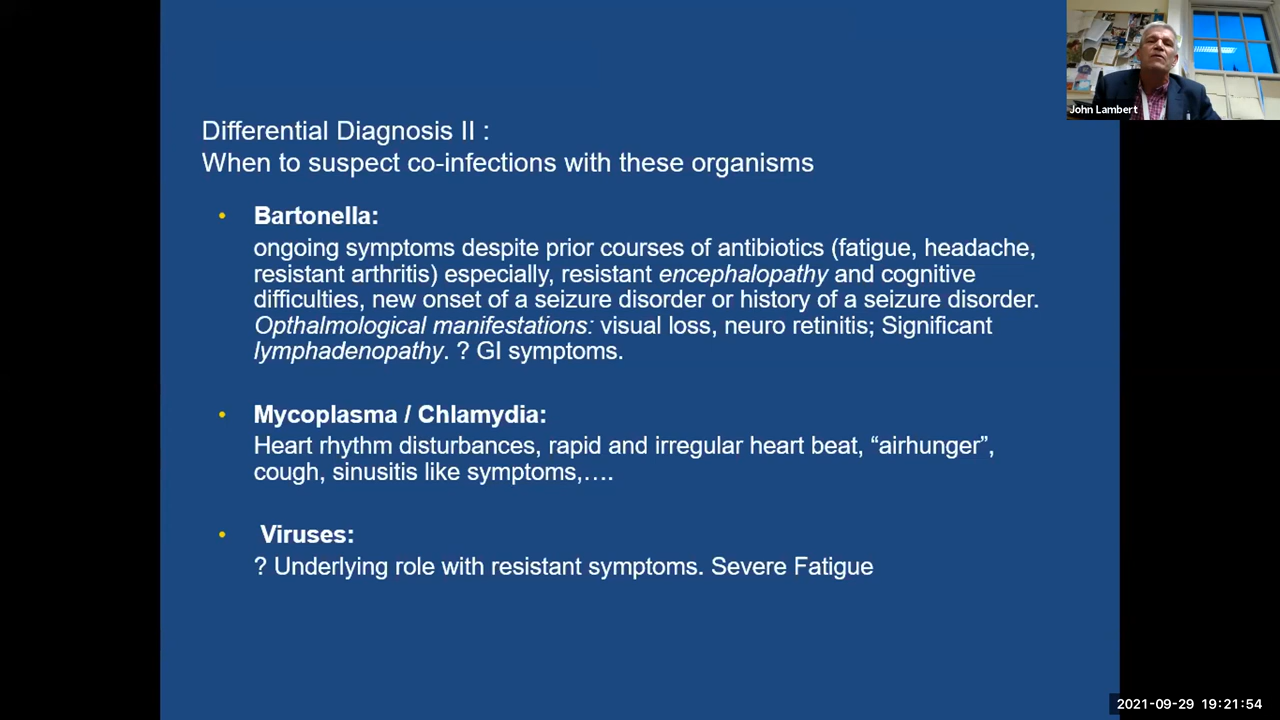 John Lambert
Differential Diagnosis II :
When to suspect co-infections with these organisms
• Bartonella:
ongoing symptoms despite prior courses of antibiotics (fatigue, headache,
resistant arthritis) especially, resistant encephalopathy and cognitive
difficulties, new onset of a seizure disorder or history of a seizure disorder.
Opthalmological manifestations: visual loss, neuro retinitis; Significant
lymphadenopathy. ? GI symptoms.
• Mycoplasma / Chlamydia:
Heart rhythm disturbances, rapid and irregular heart beat, “airhunger”,
cough, sinusitis like symptoms,….
• Viruses:
? Underlying role with resistant symptoms. Severe Fatigue
2021-09-29 19:21:54